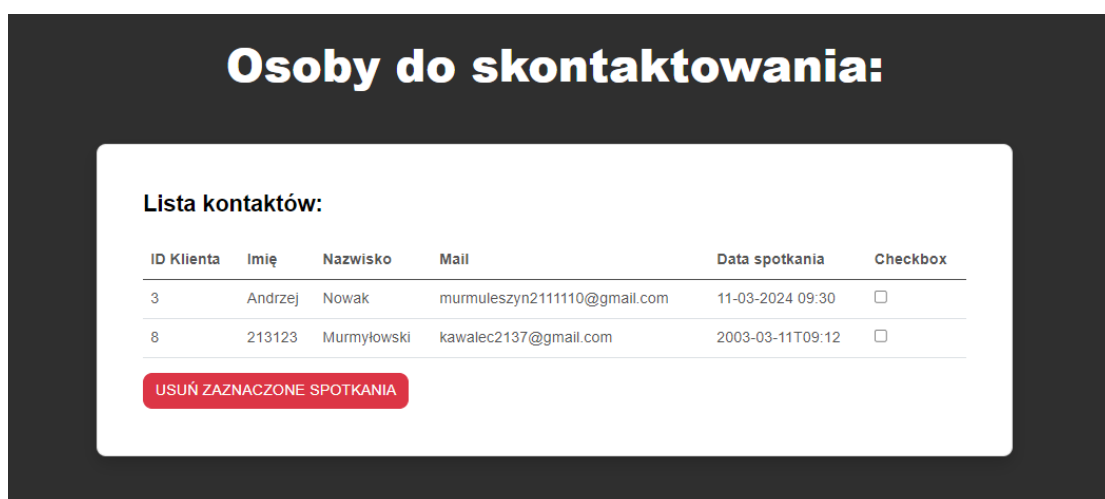 Osoby do skontaktowania:
Lista kontaktów:
ID Klienta Imię Nazwisko Mail Data spotkania Checkbox
3 Andrzej Nowak murmuleszyn2111110@gmail.com 11-03-2024 09:30
8 213123 Murmyłowski kawalec2137@gmail.com 2003-03-11T09:12
USUŃ ZAZNACZONE SPOTKANIA